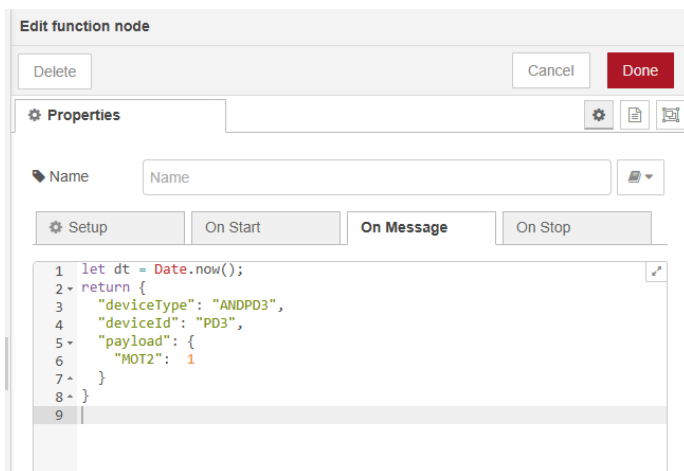 Edit function node
Delete
Cancel
Done
Properties
Name
Name
Setup
On Start
On Message
On Stop
1 let dt = Date.now();
2 return {
3 "deviceType": "ANDPD3",
4 "deviceId": "PD3",
5 "payload": {
6 "MOT2": 1
7 }
8 }
9